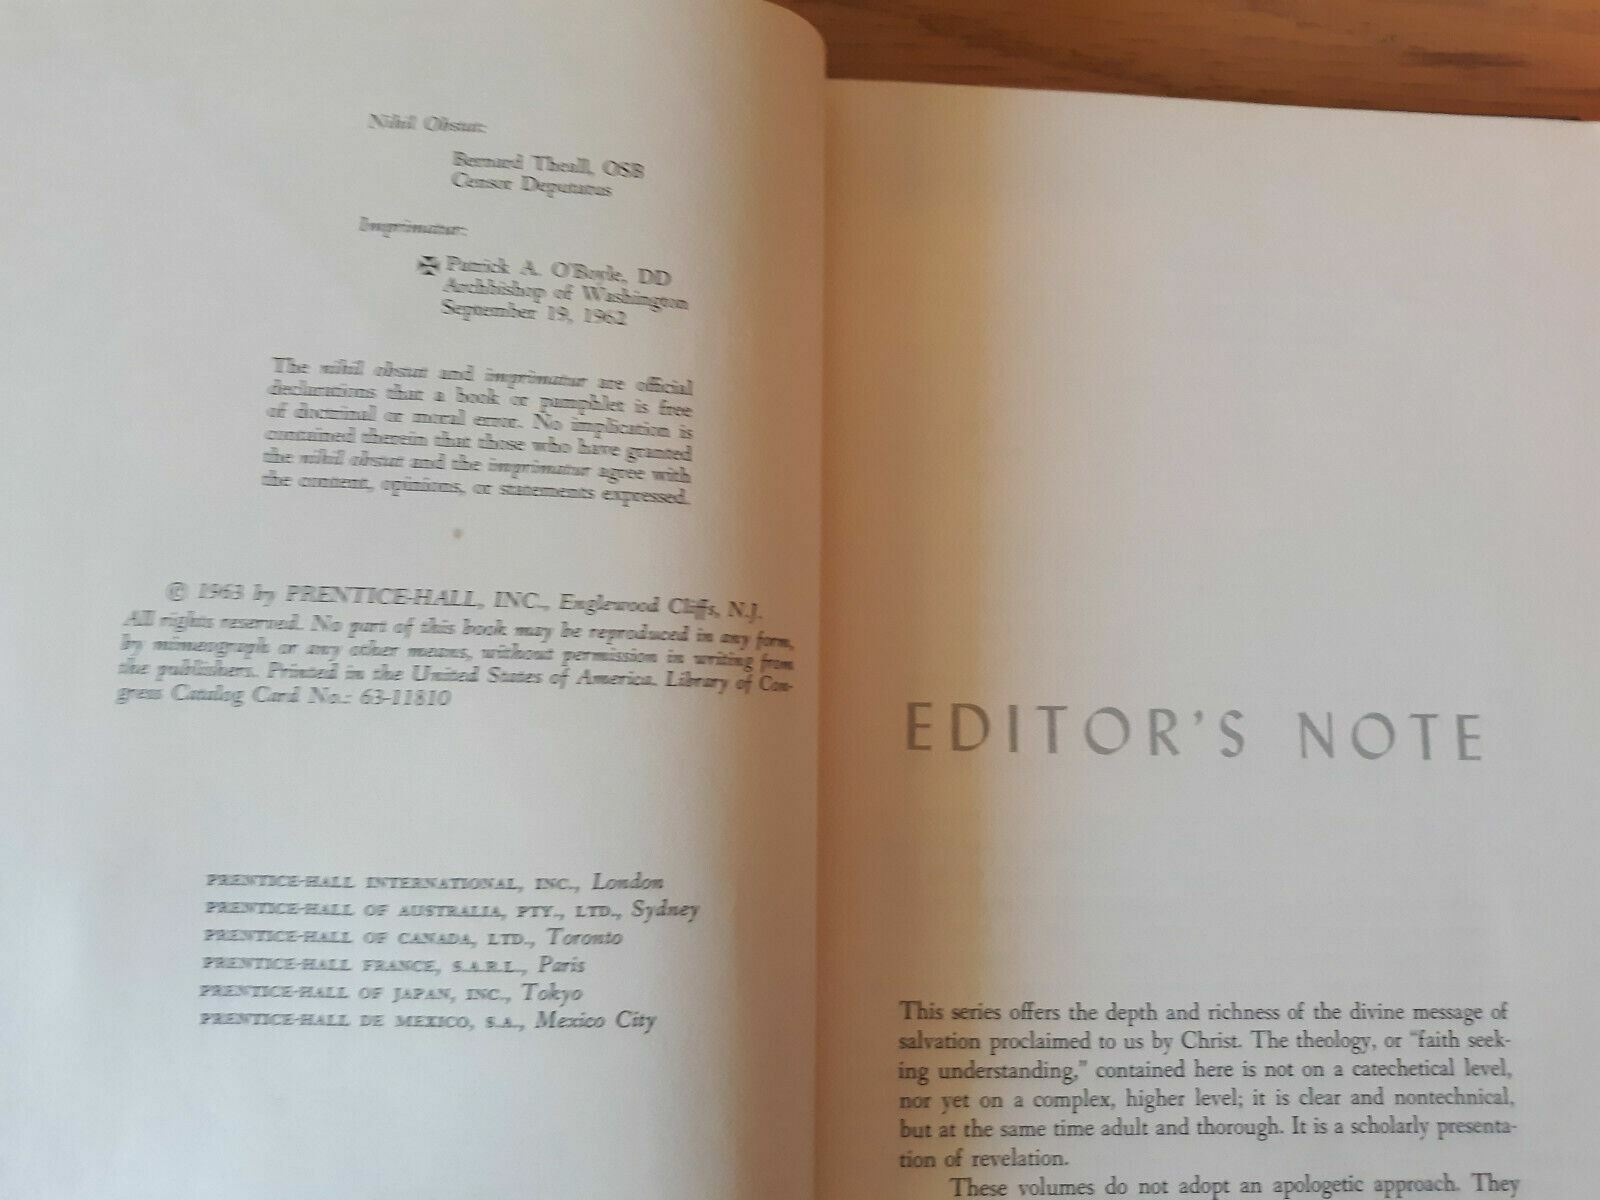 Nihil Obstat:
Bernard Theall, OSB
Censor Deputatus
Imprimatur:
✠ Patrick A. O'Boyle, DD
Archbishop of Washington
September 19, 1962
The nihil obstat and imprimatur are official
declarations that a book or pamphlet is free
of doctrinal or moral error. No implication is
contained therein that those who have granted
the nihil obstat and the imprimatur agree with
the content, opinions, or statements expressed.
© 1963 by PRENTICE-HALL, INC., Englewood Cliffs, N.J.
All rights reserved. No part of this book may be reproduced in any form,
by mimeograph or any other means, without permission in writing from
the publishers. Printed in the United States of America. Library of Con-
gress Catalog Card No.: 63-11810
PRENTICE-HALL INTERNATIONAL, INC., London
PRENTICE-HALL OF AUSTRALIA, PTY., LTD., Sydney
PRENTICE-HALL OF CANADA, LTD., Toronto
PRENTICE-HALL FRANCE, S.A.R.L., Paris
PRENTICE-HALL OF JAPAN, INC., Tokyo
PRENTICE-HALL DE MEXICO, S.A., Mexico City
EDITOR'S NOTE
This series offers the depth and richness of the divine message of
salvation proclaimed to us by Christ. The theology, or "faith seek-
ing understanding," contained here is not on a catechetical level,
nor yet on a complex, higher level; it is clear and nontechnical,
but at the same time adult and thorough. It is a scholarly presenta-
tion of revelation.
These volumes do not adopt an apologetic approach. They